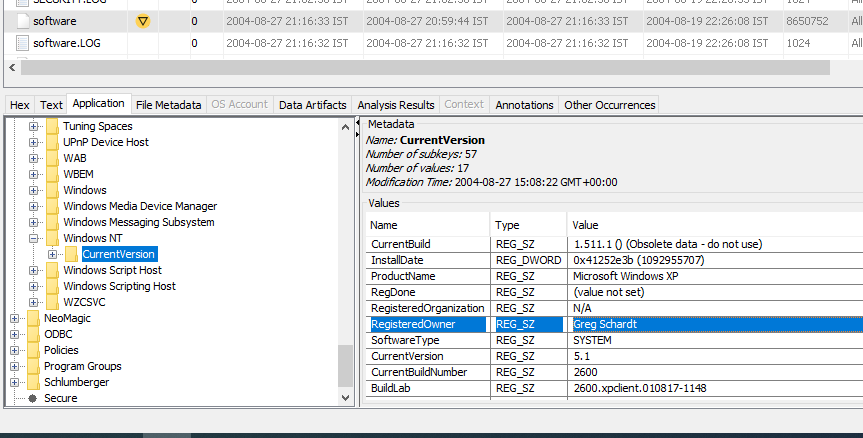 software 0 2004-08-27 21:16:33 IST 2004-08-27 20:59:44 IST 2004-08-27 21:16:33 IST 2004-08-19 22:26:08 IST 8650752 All
software.LOG 0 2004-08-27 21:16:32 IST 2004-08-27 21:16:32 IST 2004-08-27 21:16:32 IST 2004-08-19 22:26:08 IST 1024 All
Hex Text Application File Metadata OS Account Data Artifacts Analysis Results Context Annotations Other Occurrences
Tuning Spaces
UPnP Device Host
WAB
WBEM
Windows
Windows Media Device Manager
Windows Messaging Subsystem
Windows NT
CurrentVersion
Windows Script Host
Windows Scripting Host
WZCSVC
NeoMagic
ODBC
Policies
Program Groups
Schlumberger
Secure
Metadata
Name: CurrentVersion
Number of subkeys: 57
Number of values: 17
Modification Time: 2004-08-27 15:08:22 GMT+00:00
Values
Name Type Value
CurrentBuild REG_SZ 1.511.1 () (Obsolete data - do not use)
InstallDate REG_DWORD 0x41252e3b (1092955707)
ProductName REG_SZ Microsoft Windows XP
RegDone REG_SZ (value not set)
RegisteredOrganization REG_SZ N/A
RegisteredOwner REG_SZ Greg Schardt
SoftwareType REG_SZ SYSTEM
CurrentVersion REG_SZ 5.1
CurrentBuildNumber REG_SZ 2600
BuildLab REG_SZ 2600.xpclient.010817-1148